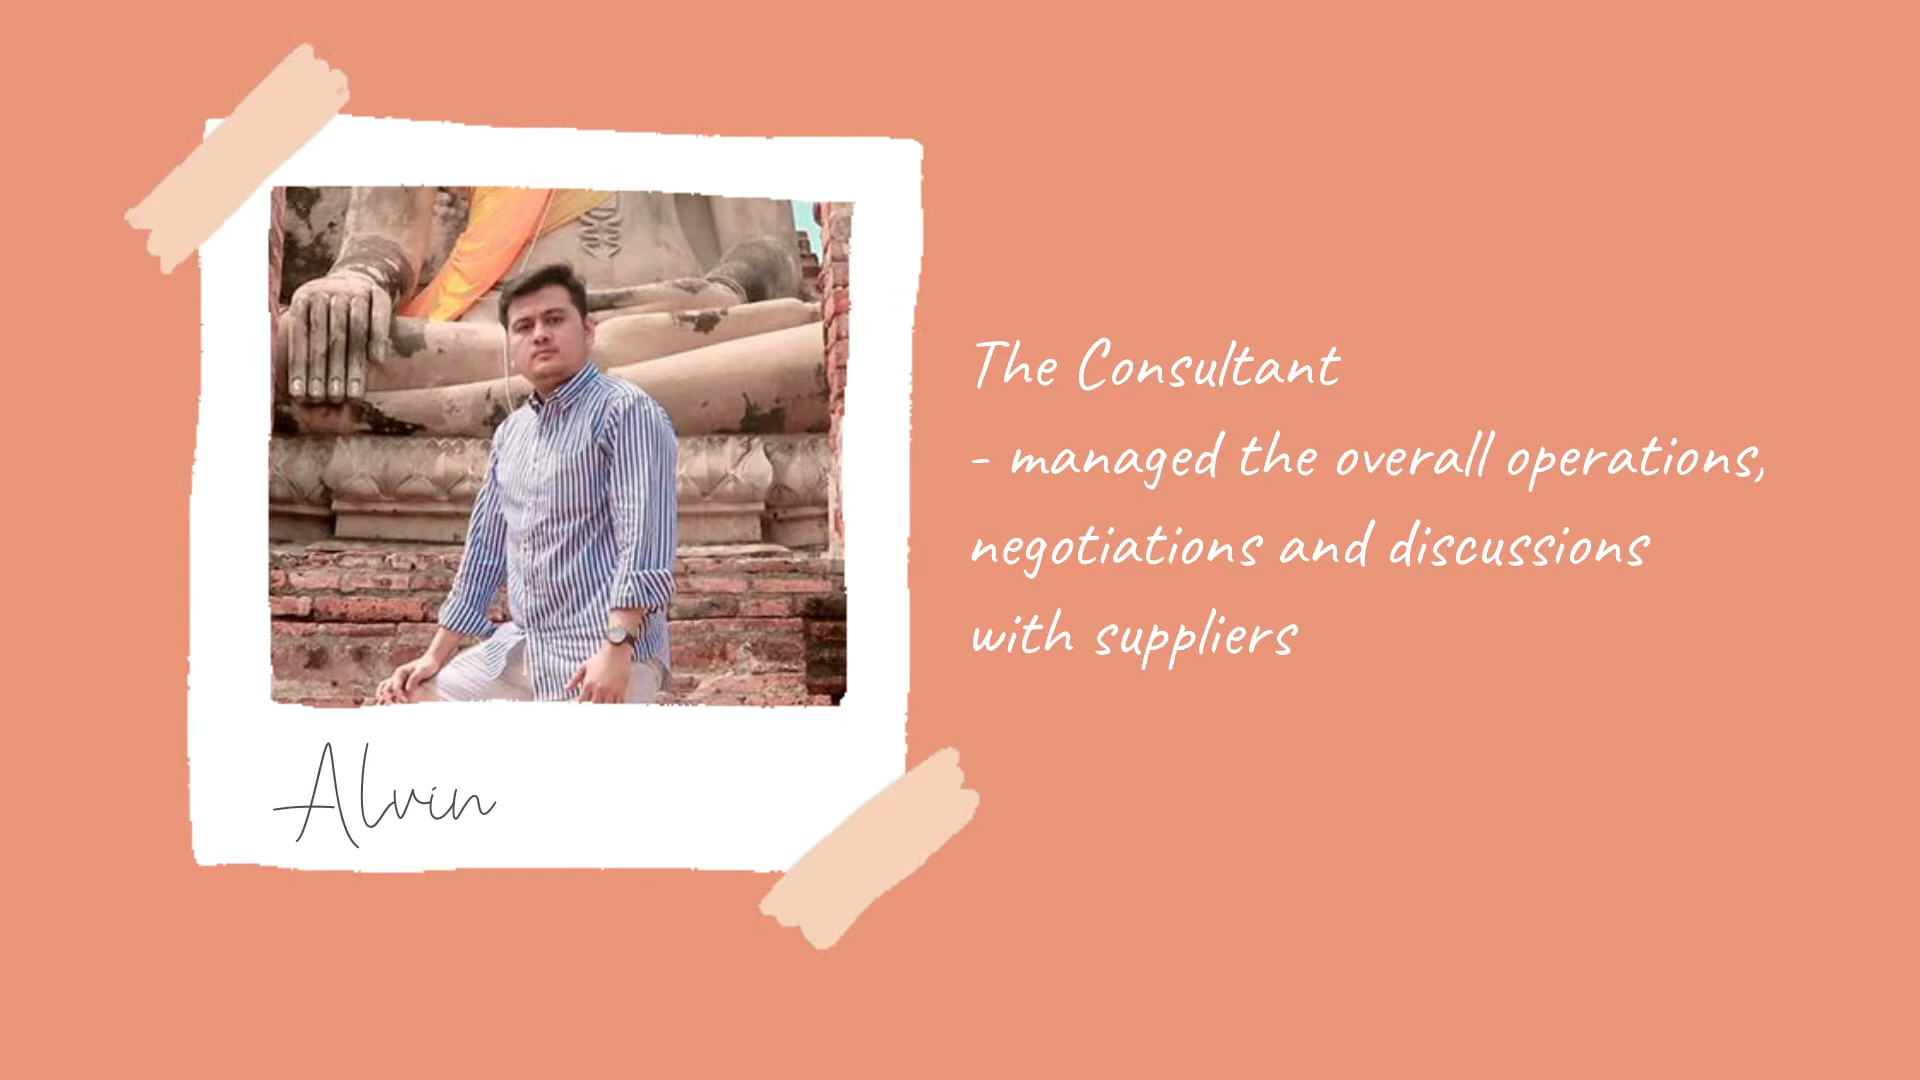 The Consultant
- managed the overall operations,
negotiations and discussions
with suppliers
Alvin